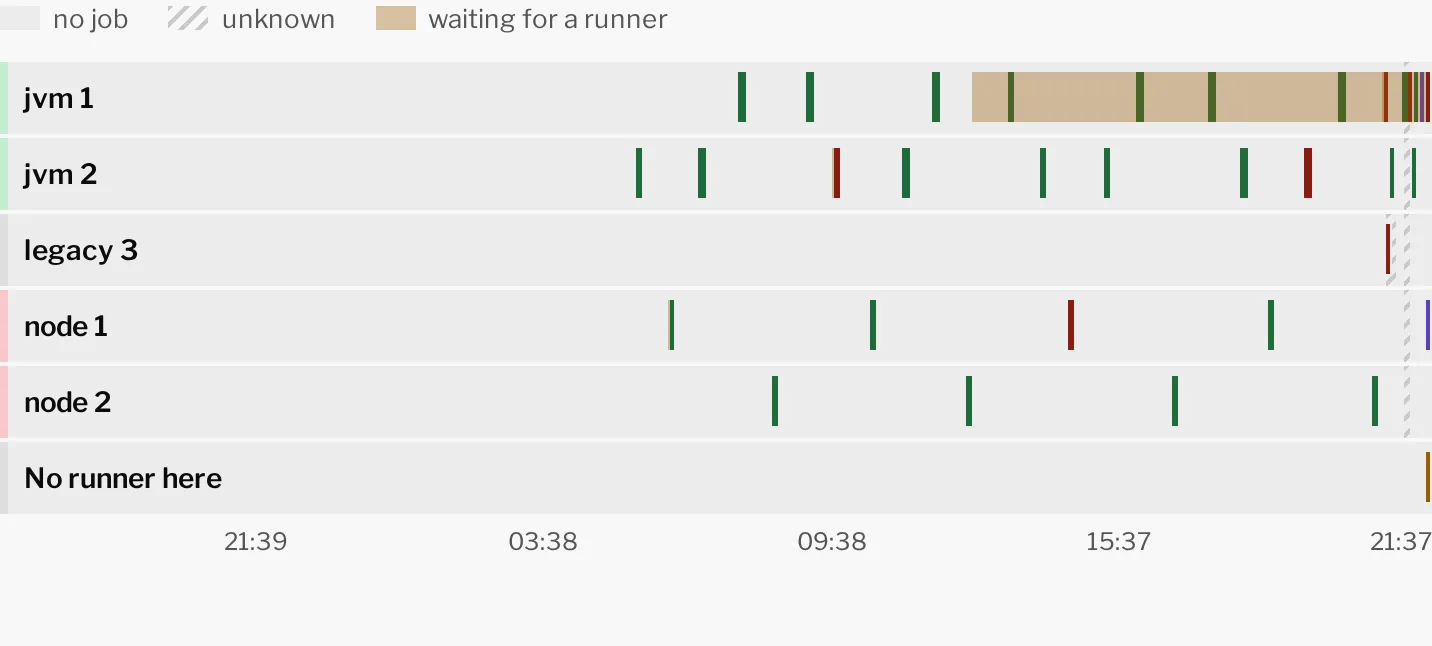 no job unknown waiting for a runner
jvm 1
jvm 2
legacy 3
node 1
node 2
No runner here
21:39 03:38 09:38 15:37 21:37